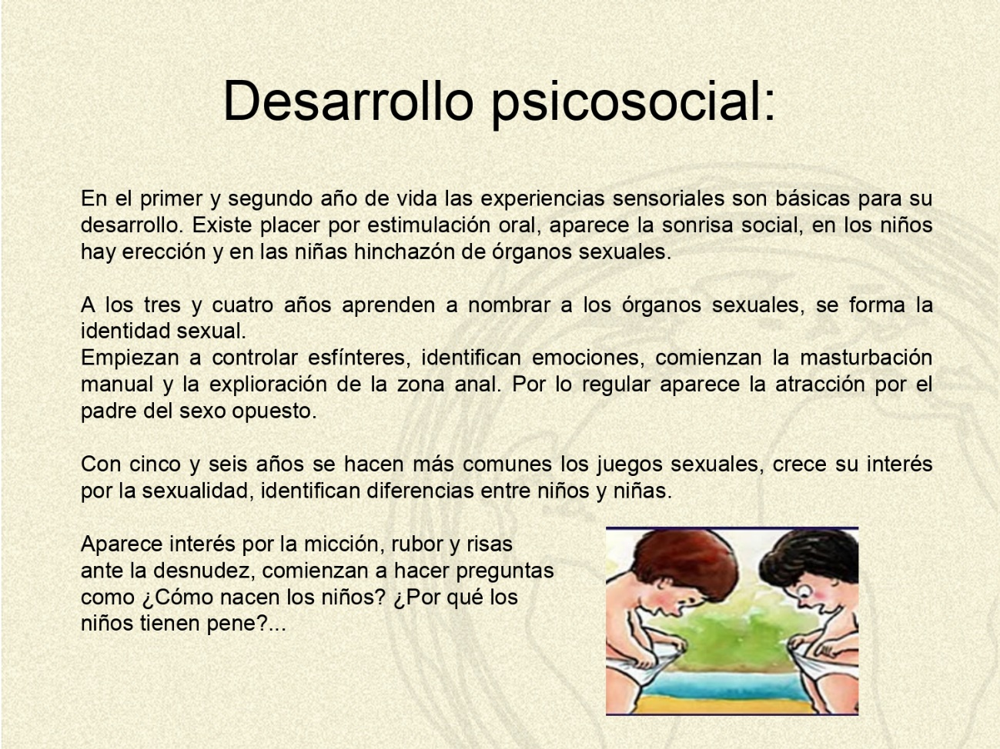 Desarrollo psicosocial:
En el primer y segundo año de vida las experiencias sensoriales son básicas para su
desarrollo. Existe placer por estimulación oral, aparece la sonrisa social, en los niños
hay erección y en las niñas hinchazón de órganos sexuales.
A los tres y cuatro años aprenden a nombrar a los órganos sexuales, se forma la
identidad sexual.
Empiezan a controlar esfínteres, identifican emociones, comienzan la masturbación
manual y la explioración de la zona anal. Por lo regular aparece la atracción por el
padre del sexo opuesto.
Con cinco y seis años se hacen más comunes los juegos sexuales, crece su interés
por la sexualidad, identifican diferencias entre niños y niñas.
Aparece interés por la micción, rubor y risas
ante la desnudez, comienzan a hacer preguntas
como ¿Cómo nacen los niños? ¿Por qué los
niños tienen pene?...